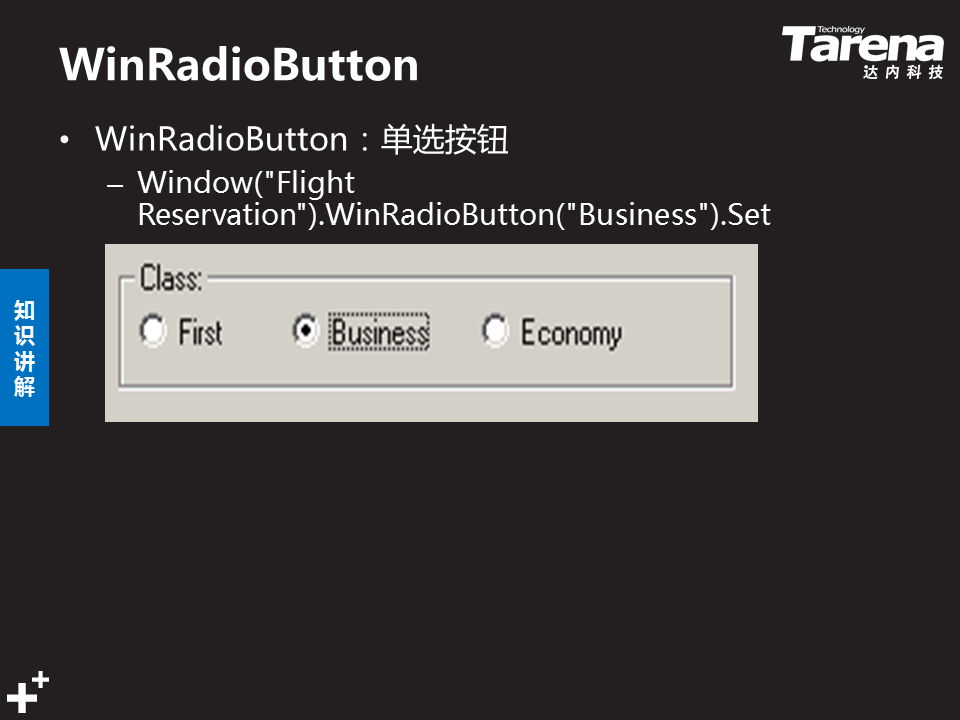 WinRadioButton
Technology
Tarena
达内科技
• WinRadioButton：单选按钮
– Window("Flight
Reservation").WinRadioButton("Business").Set
Class:
First Business Economy
知
识
讲
解